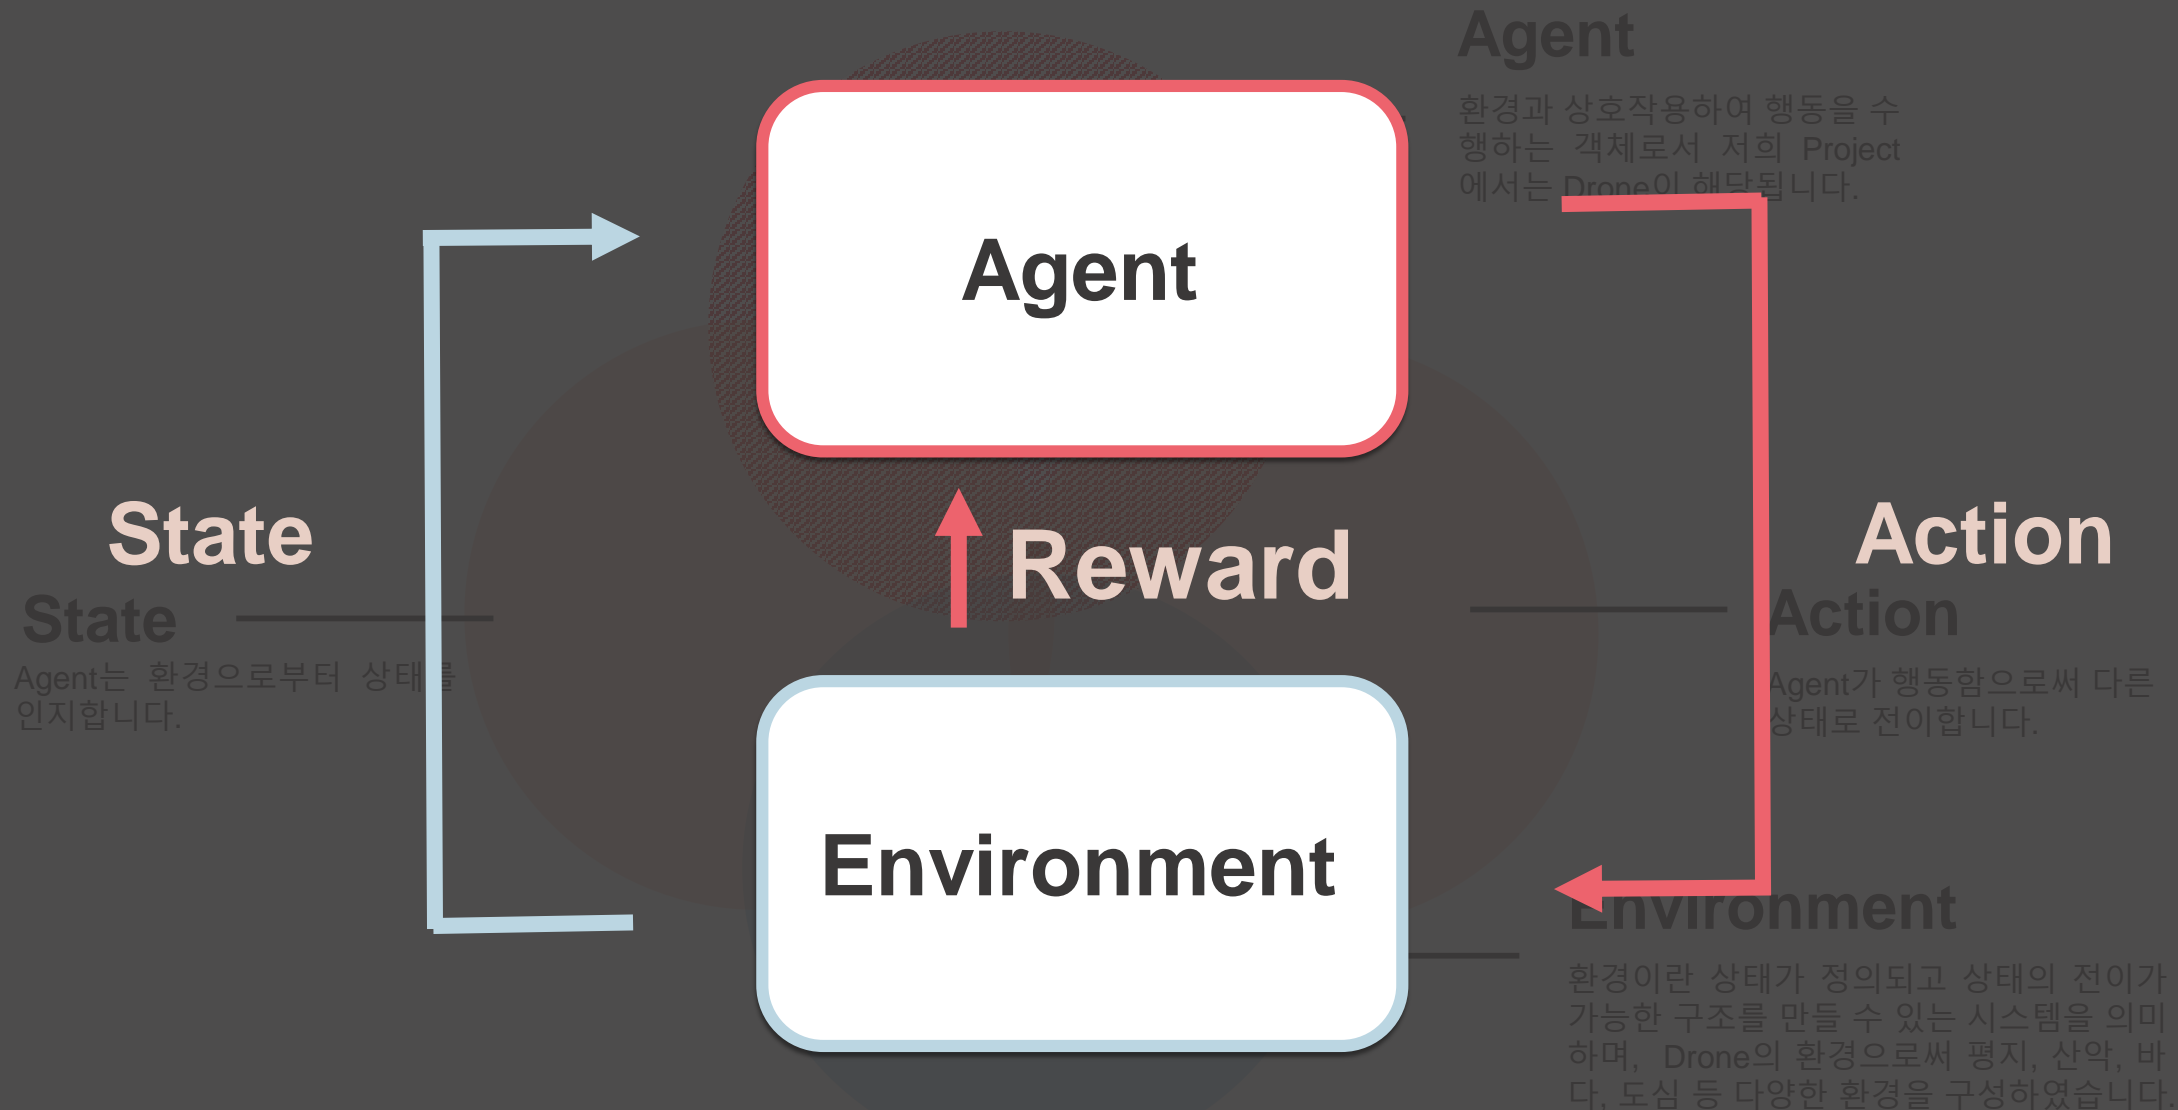 Agent
환경과 상호작용하여 행동을 수
행하는 객체로서 저희 Project
에서는 Drone이 해당됩니다.
Agent
State
Reward
Action
State
Agent는 환경으로부터 상태를
인지합니다.
Action
Agent가 행동함으로써 다른
상태로 전이합니다.
Environment
Environment
환경이란 상태가 정의되고 상태의 전이가
가능한 구조를 만들 수 있는 시스템을 의미
하며, Drone의 환경으로써 평지, 산악, 바
다, 도심 등 다양한 환경을 구성하였습니다.